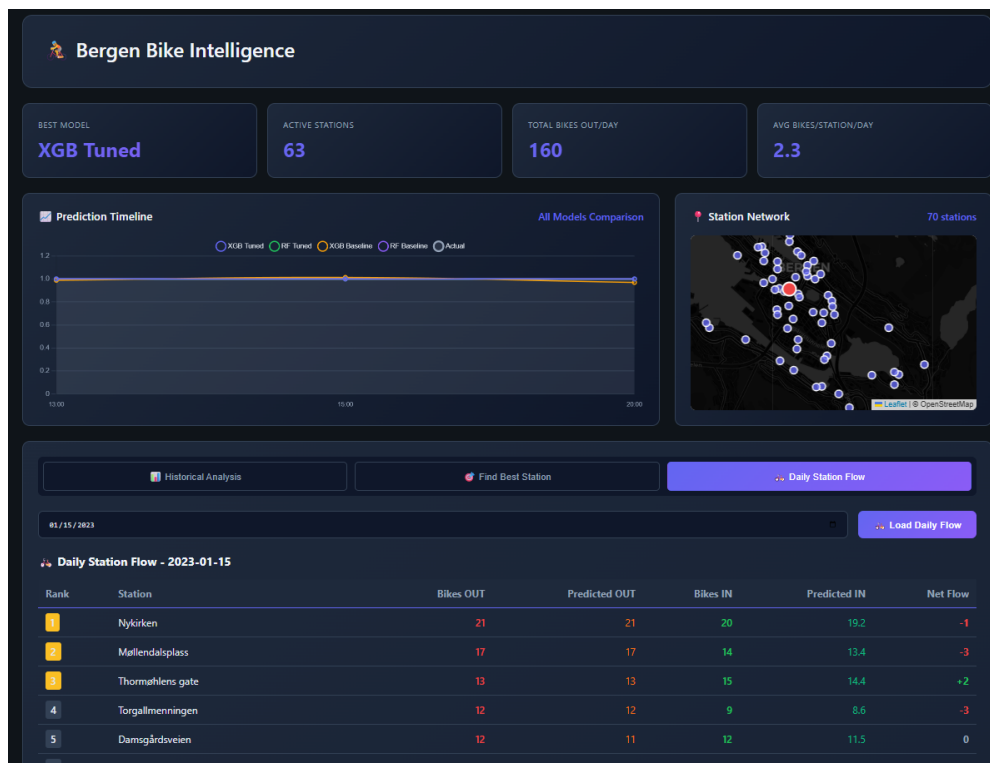 Bergen Bike Intelligence
BEST MODEL
XGB Tuned
ACTIVE STATIONS
63
TOTAL BIKES OUT/DAY
160
AVG BIKES/STATION/DAY
2.3
Prediction Timeline
All Models Comparison
XGB Tuned RF Tuned XGB Baseline RF Baseline Actual
1.2
1.0
0.8
0.6
0.4
0.2
0
13:00 15:00 20:00
Station Network
70 stations
BERGEN
Leaflet | © OpenStreetMap
Historical Analysis
Find Best Station
Daily Station Flow
01/15/2023
Load Daily Flow
Daily Station Flow - 2023-01-15
Rank Station Bikes OUT Predicted OUT Bikes IN Predicted IN Net Flow
1 Nykirken 21 21 20 19.2 -1
2 Møllendalsplass 17 17 14 13.4 -3
3 Thormøhlens gate 13 13 15 14.4 +2
4 Torgallmenningen 12 12 9 8.6 -3
5 Damsgårdsveien 12 11 12 11.5 0